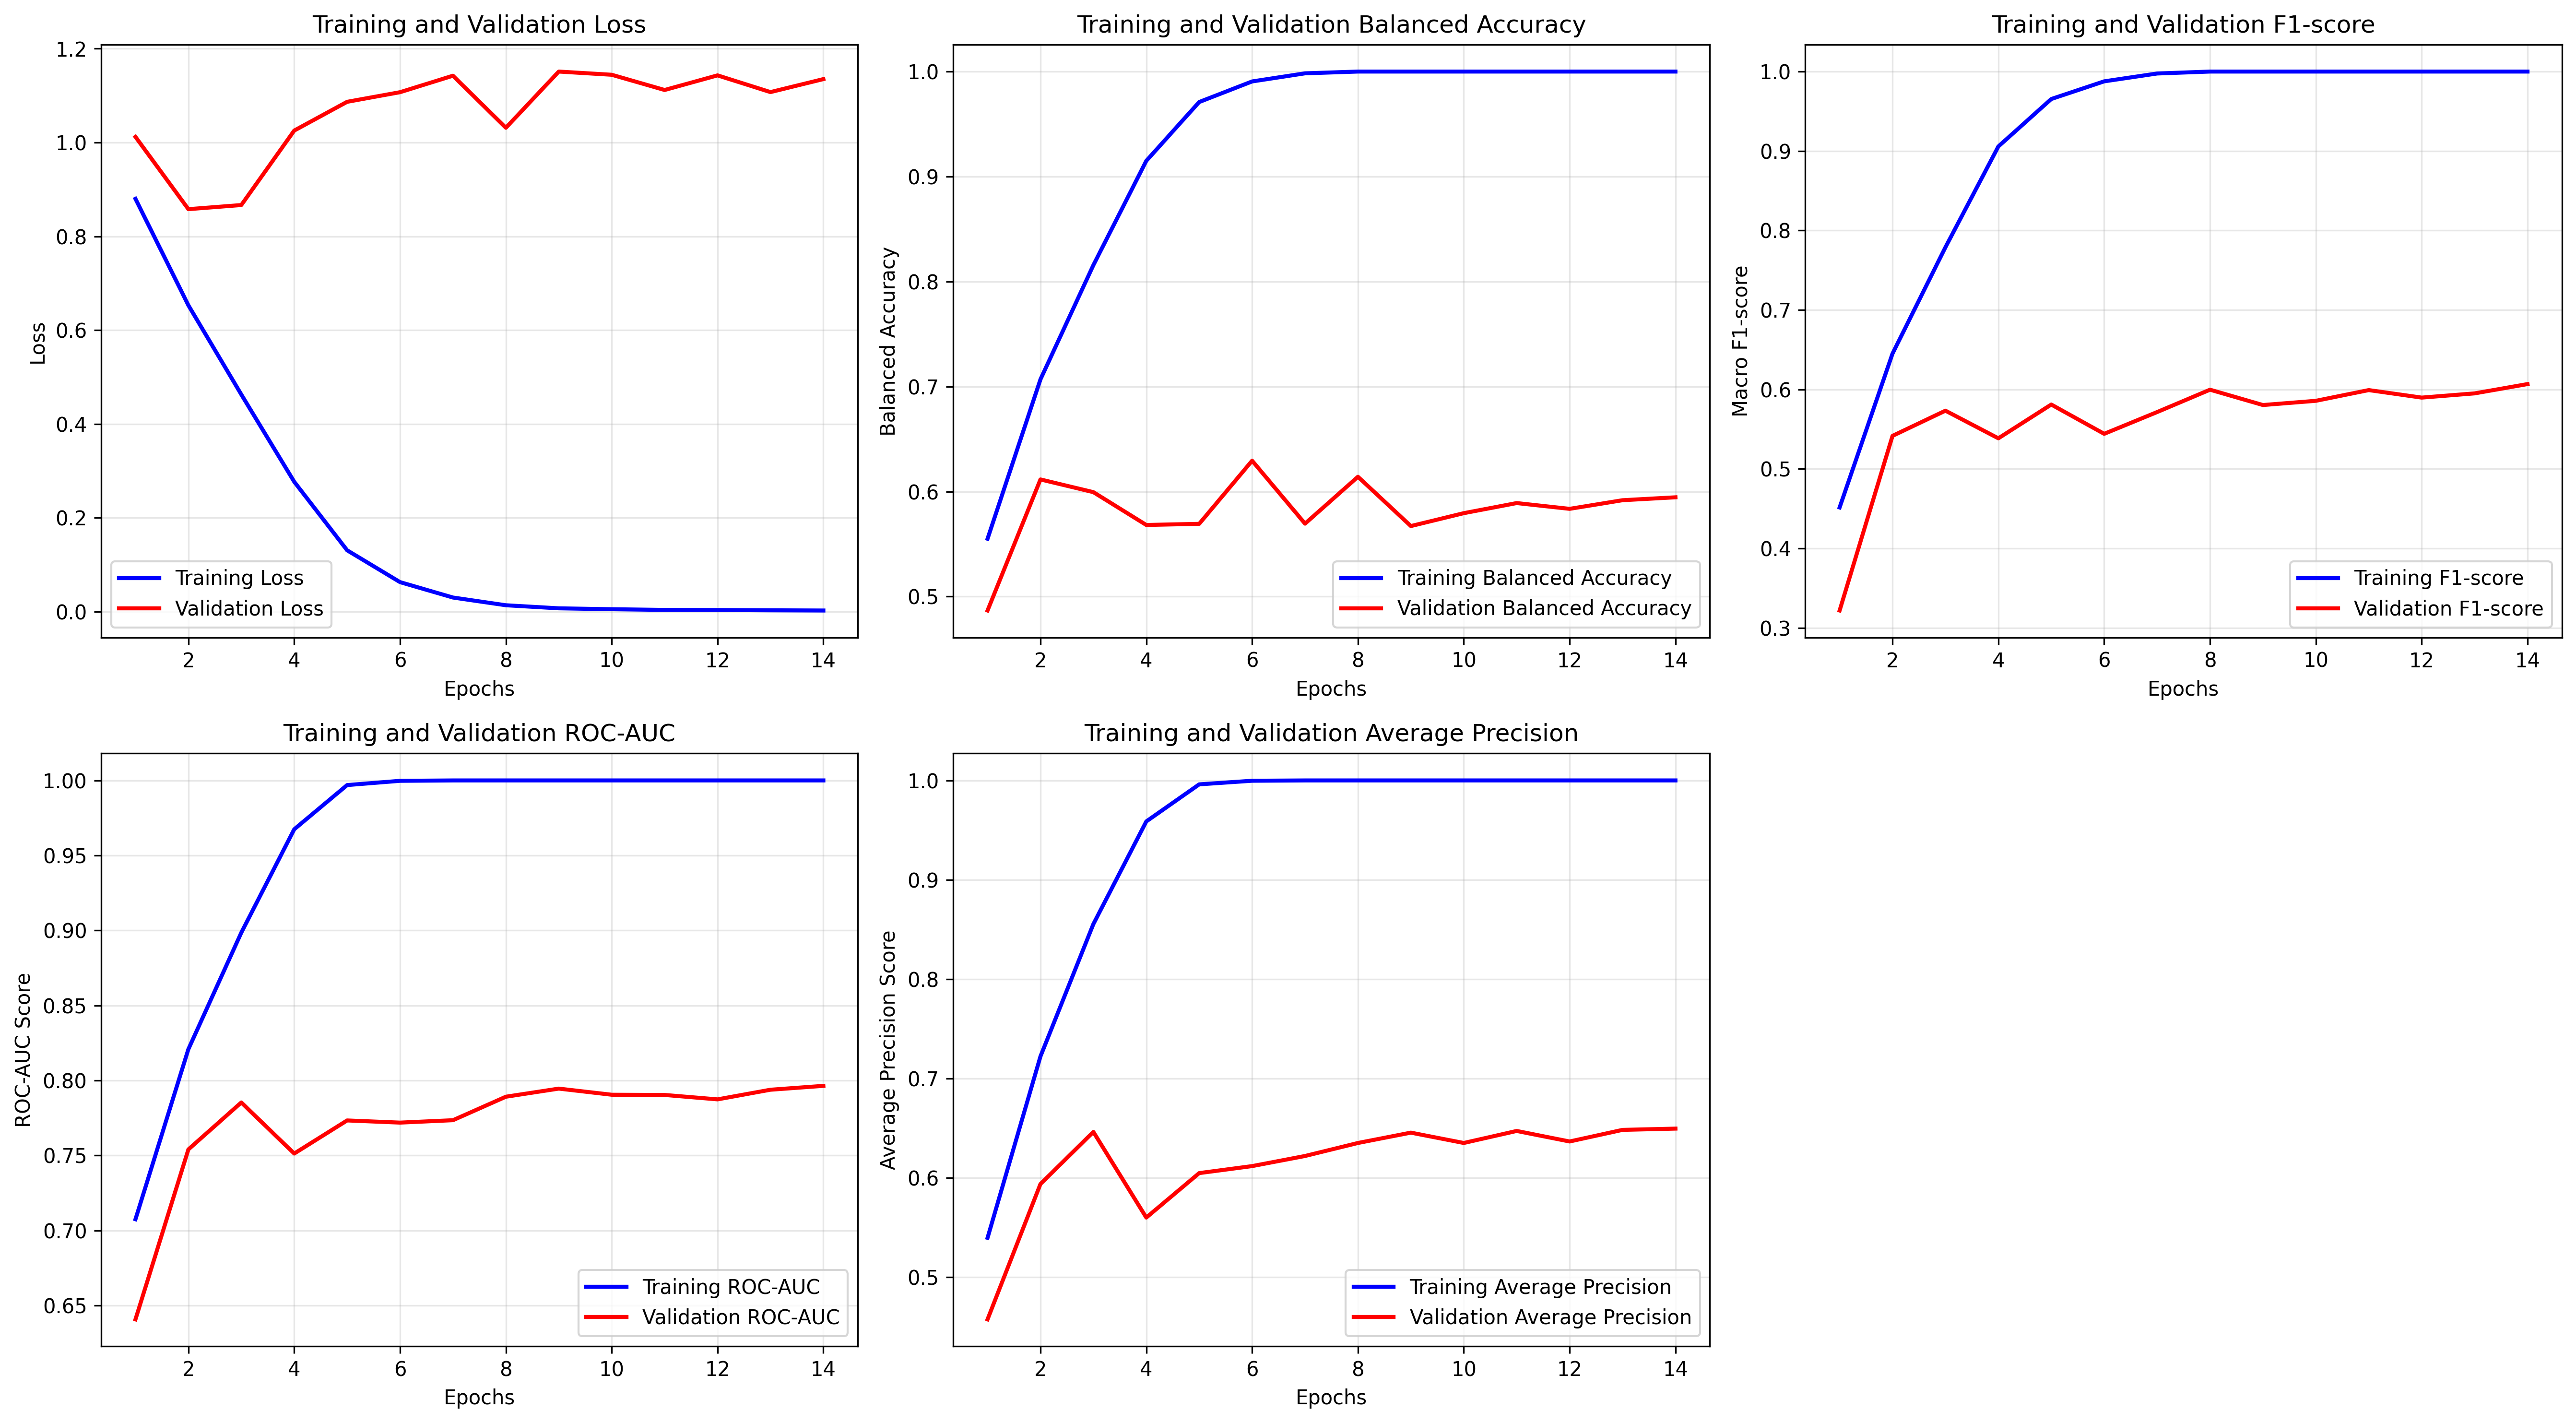 Training and Validation Loss
1.2
1.0
0.8
0.6
0.4
0.2
0.0
Loss
Training Loss
Validation Loss
2 4 6 8 10 12 14
Epochs
Training and Validation Balanced Accuracy
1.0
0.9
0.8
0.7
0.6
0.5
Balanced Accuracy
Training Balanced Accuracy
Validation Balanced Accuracy
2 4 6 8 10 12 14
Epochs
Training and Validation F1-score
1.0
0.9
0.8
0.7
0.6
0.5
0.4
0.3
Macro F1-score
Training F1-score
Validation F1-score
2 4 6 8 10 12 14
Epochs
Training and Validation ROC-AUC
1.00
0.95
0.90
0.85
0.80
0.75
0.70
0.65
ROC-AUC Score
Training ROC-AUC
Validation ROC-AUC
2 4 6 8 10 12 14
Epochs
Training and Validation Average Precision
1.0
0.9
0.8
0.7
0.6
0.5
Average Precision Score
Training Average Precision
Validation Average Precision
2 4 6 8 10 12 14
Epochs